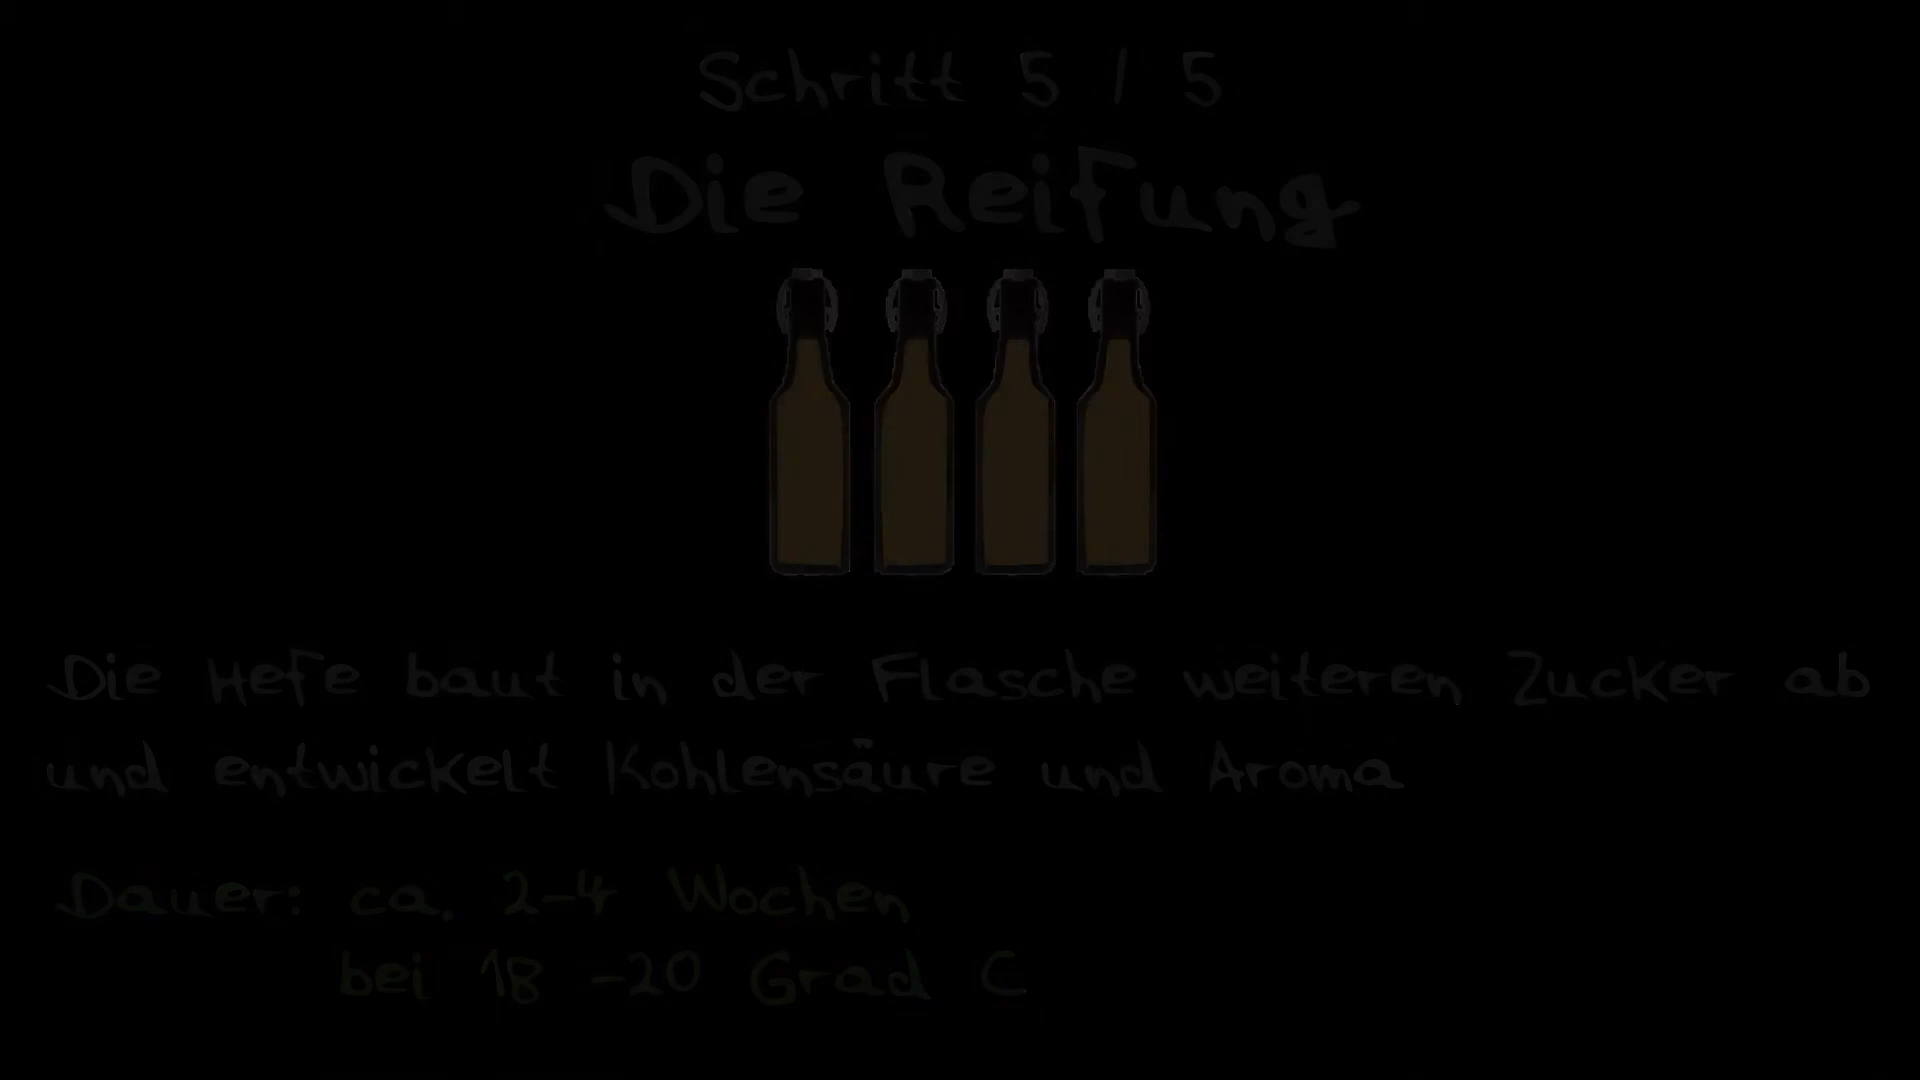 Schritt 5 / 5
Die Reifung
Die Hefe baut in der Flasche weiteren Zucker ab
und entwickelt Kohlensäure und Aroma
Dauer: ca. 2-4 Wochen
bei 18 -20 Grad C